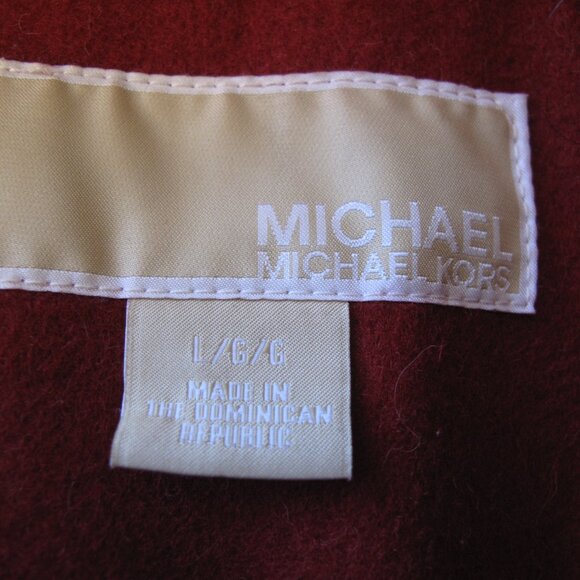 MICHAEL
MICHAEL KORS
L/G/G
MADE IN
THE DOMINICAN
REPUBLIC